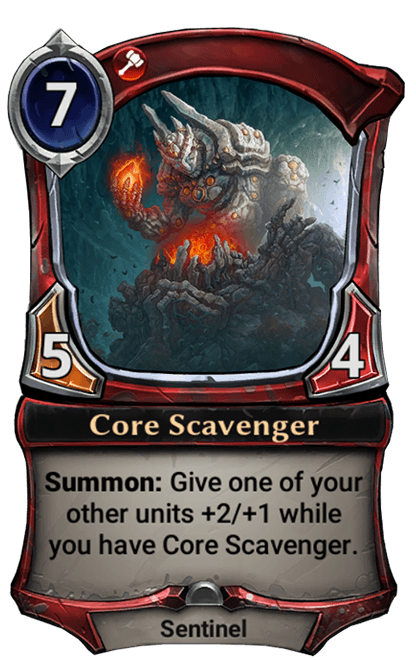 7
5
4
Core Scavenger
Summon: Give one of your
other units +2/+1 while
you have Core Scavenger.
Sentinel